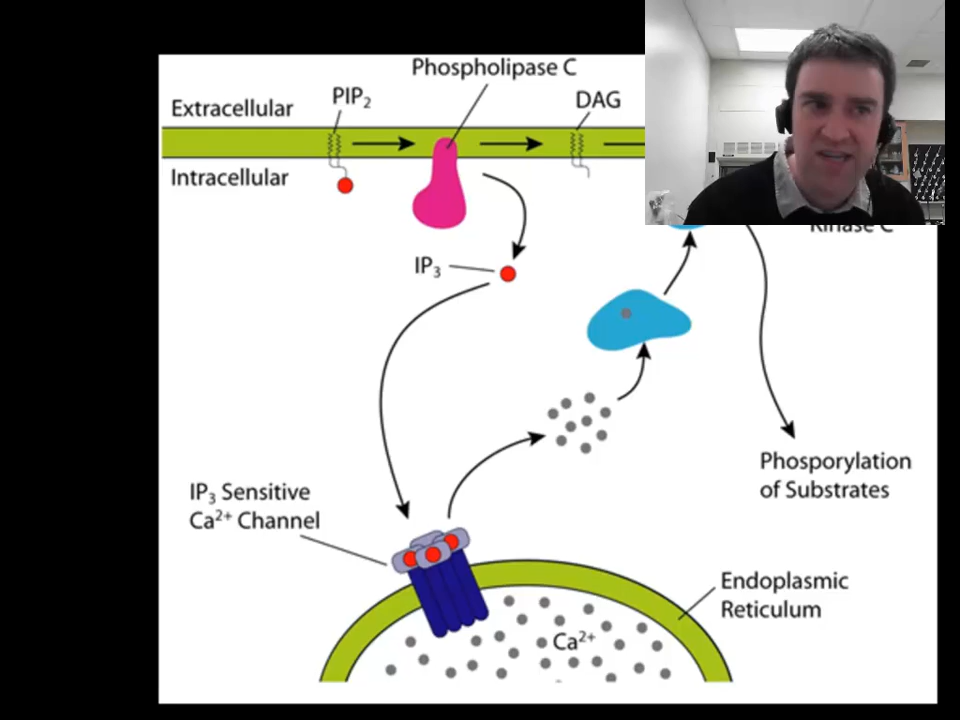 Phospholipase C
PIP₂
DAG
Extracellular
Intracellular
Kinase C
IP₃
Phosporylation
of Substrates
IP₃ Sensitive
Ca²⁺ Channel
Endoplasmic
Reticulum
Ca²⁺